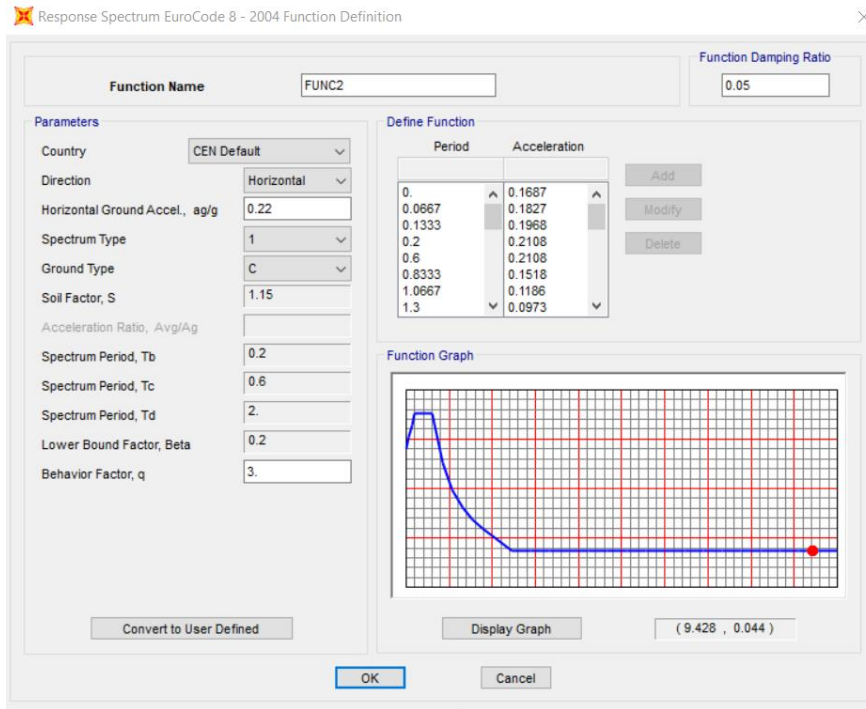 Response Spectrum EuroCode 8 - 2004 Function Definition
Function Name FUNC2
Function Damping Ratio
0.05
Parameters
Country CEN Default
Direction Horizontal
Horizontal Ground Accel., ag/g 0.22
Spectrum Type 1
Ground Type C
Soil Factor, S 1.15
Acceleration Ratio, Avg/Ag
Spectrum Period, Tb 0.2
Spectrum Period, Tc 0.6
Spectrum Period, Td 2.
Lower Bound Factor, Beta 0.2
Behavior Factor, q 3.
Convert to User Defined
Define Function
Period Acceleration
0. 0.1687
0.0667 0.1827
0.1333 0.1968
0.2 0.2108
0.6 0.2108
0.8333 0.1518
1.0667 0.1186
1.3 0.0973
Add
Modify
Delete
Function Graph
Display Graph (9.428 , 0.044 )
OK Cancel